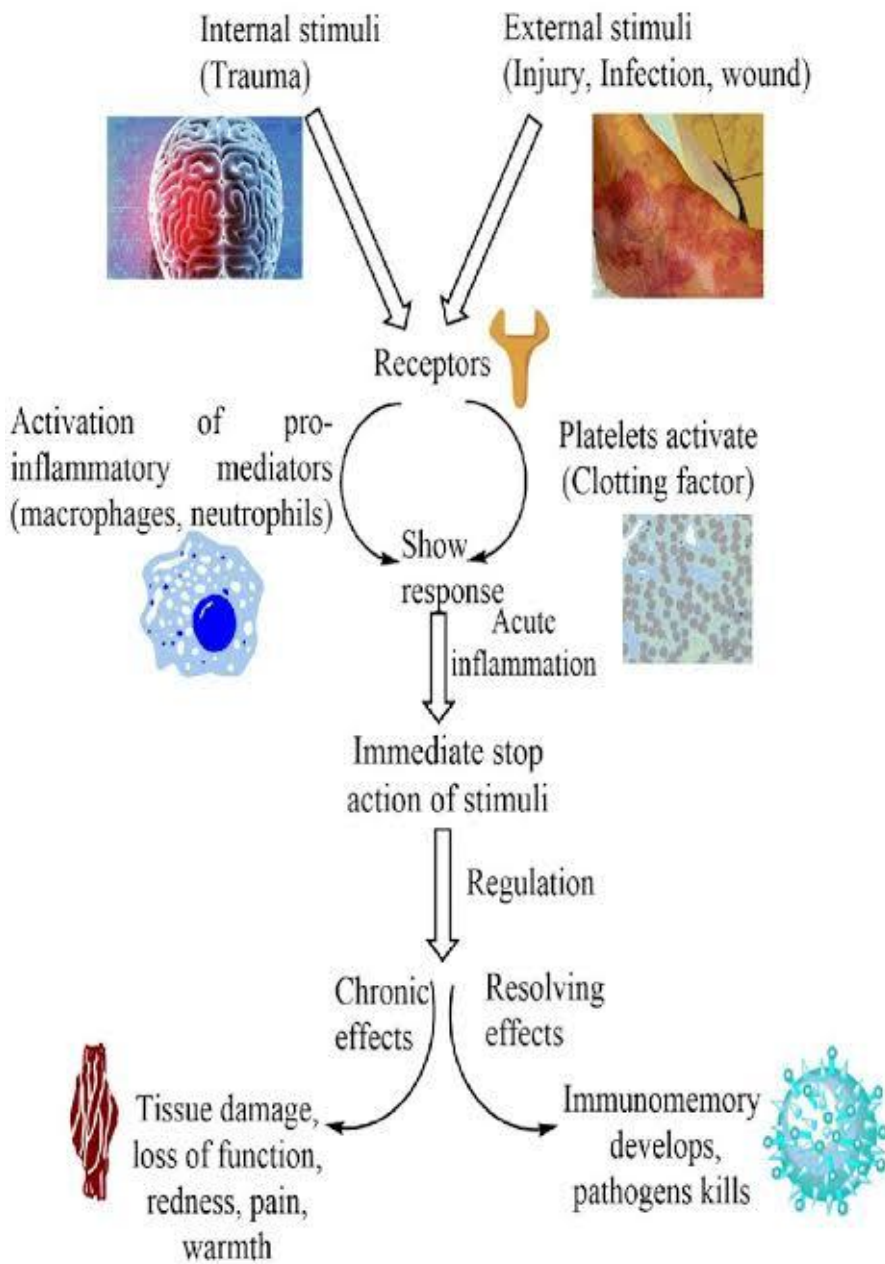 Internal stimuli
(Trauma)
External stimuli
(Injury, Infection, wound)
Receptors
Activation of pro-
inflammatory mediators
(macrophages, neutrophils)
Platelets activate
(Clotting factor)
Show
response
Acute
inflammation
Immediate stop
action of stimuli
Regulation
Chronic
effects
Resolving
effects
Tissue damage,
loss of function,
redness, pain,
warmth
Immunomemory
develops,
pathogens kills